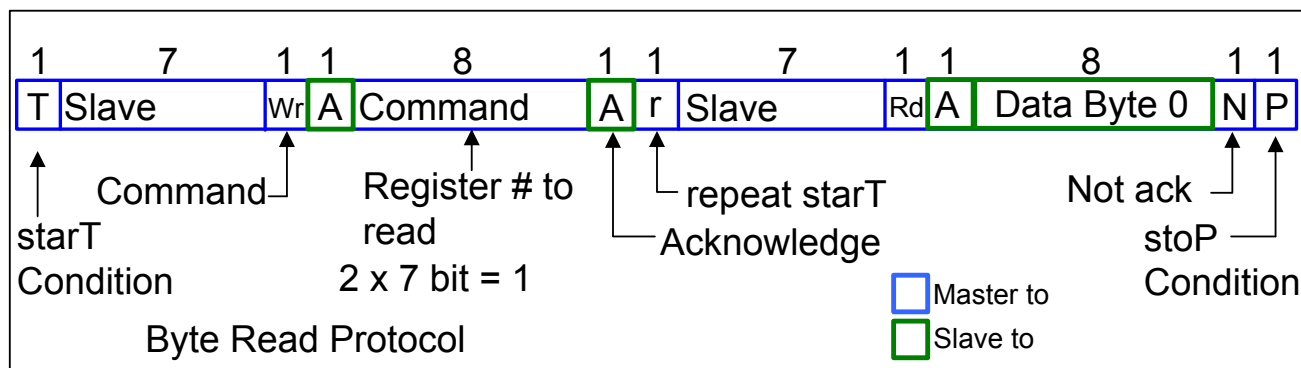 1 7 1 1 8 1 1 7 1 1 8 1 1
T Slave Wr A Command A r Slave Rd A Data Byte 0 N P
Command
Register # to
read
2 x 7 bit = 1
repeat starT
Acknowledge
Not ack
starT
Condition
stoP
Condition
Master to
Slave to
Byte Read Protocol